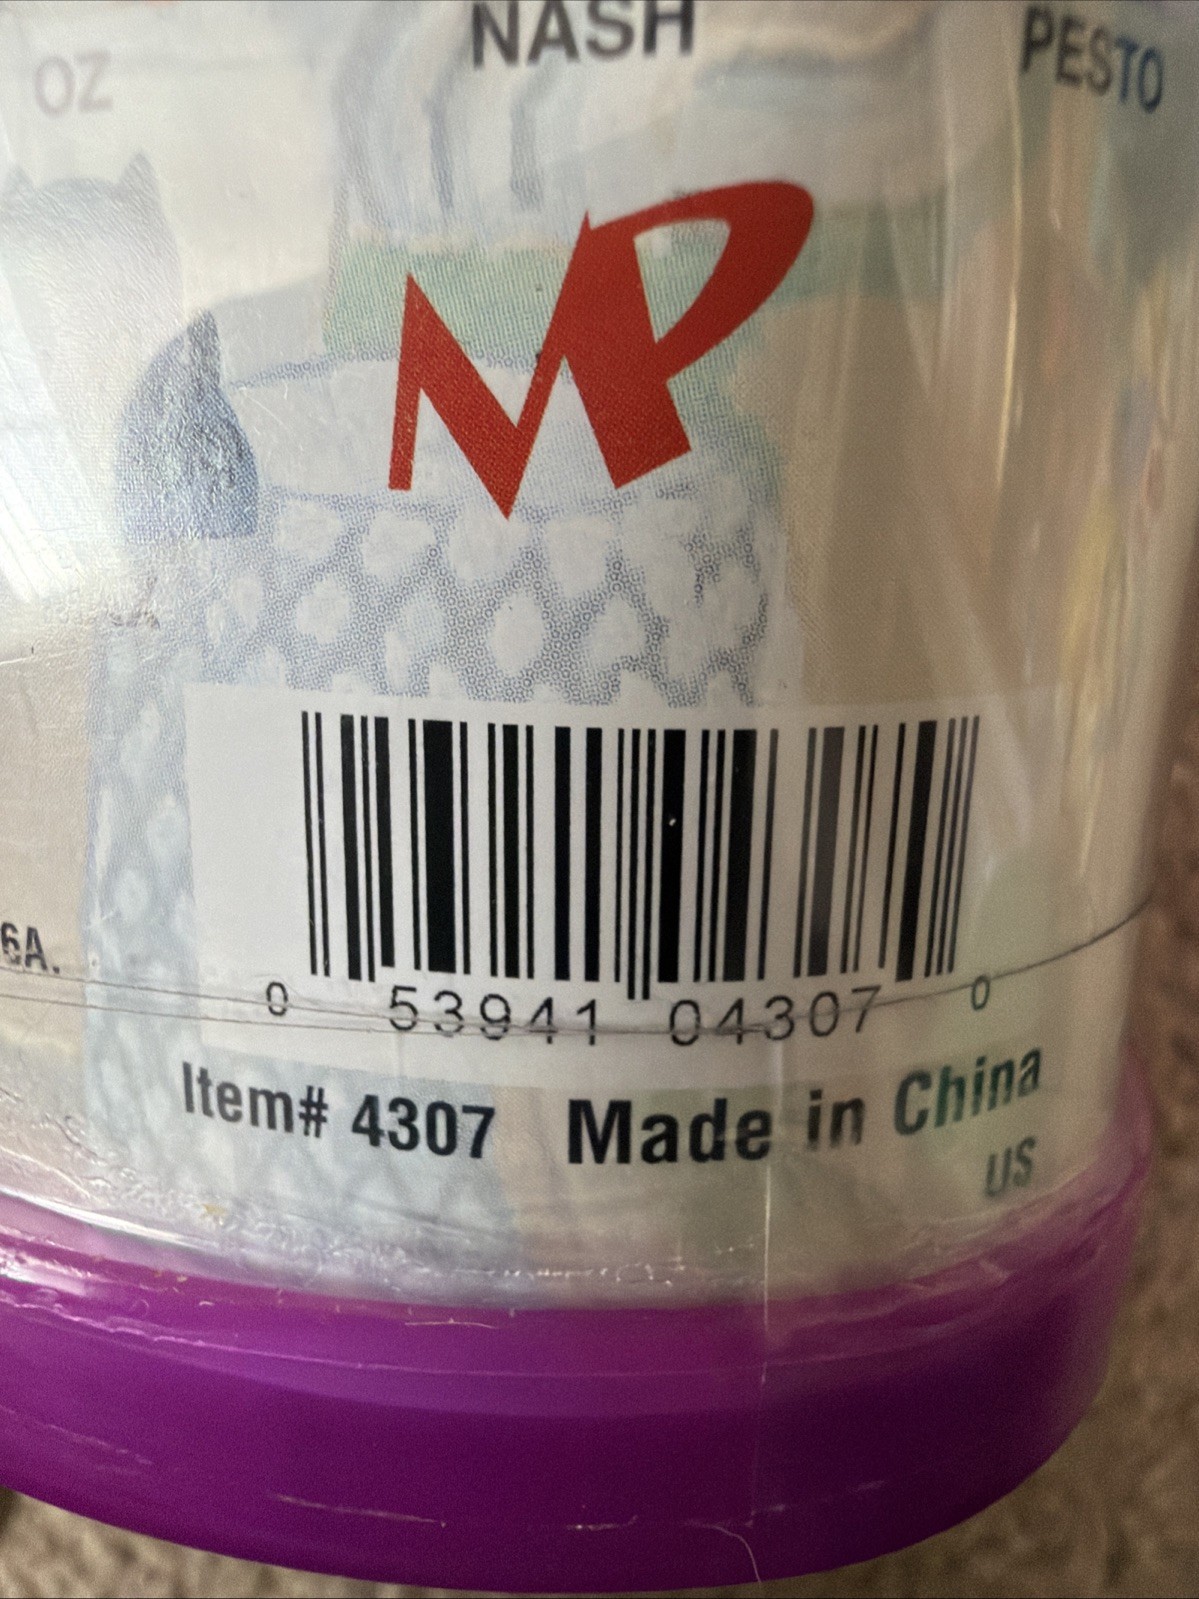 NASH
PESTO
OZ
MP
6A.
0 53941 04307 0
Item# 4307 Made in China
US